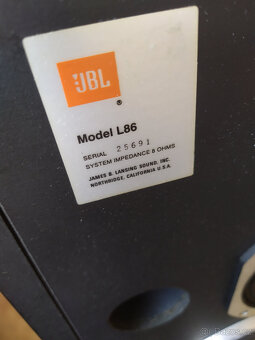 JBL
®
Model L86
SERIAL 25691
SYSTEM IMPEDANCE 8 OHMS
JAMES B. LANSING SOUND, INC.
NORTHRIDGE, CALIFORNIA U.S.A.